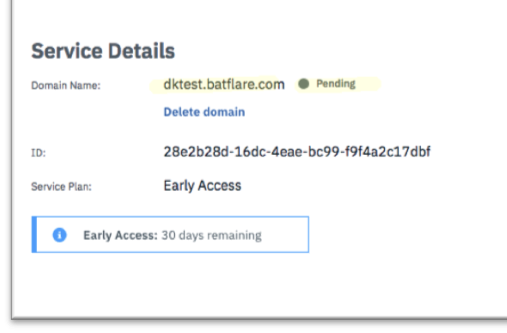 Service Details
Domain Name: dktest.batflare.com Pending
Delete domain
ID: 28e2b28d-16dc-4eae-bc99-f9f4a2c17dbf
Service Plan: Early Access
Early Access: 30 days remaining